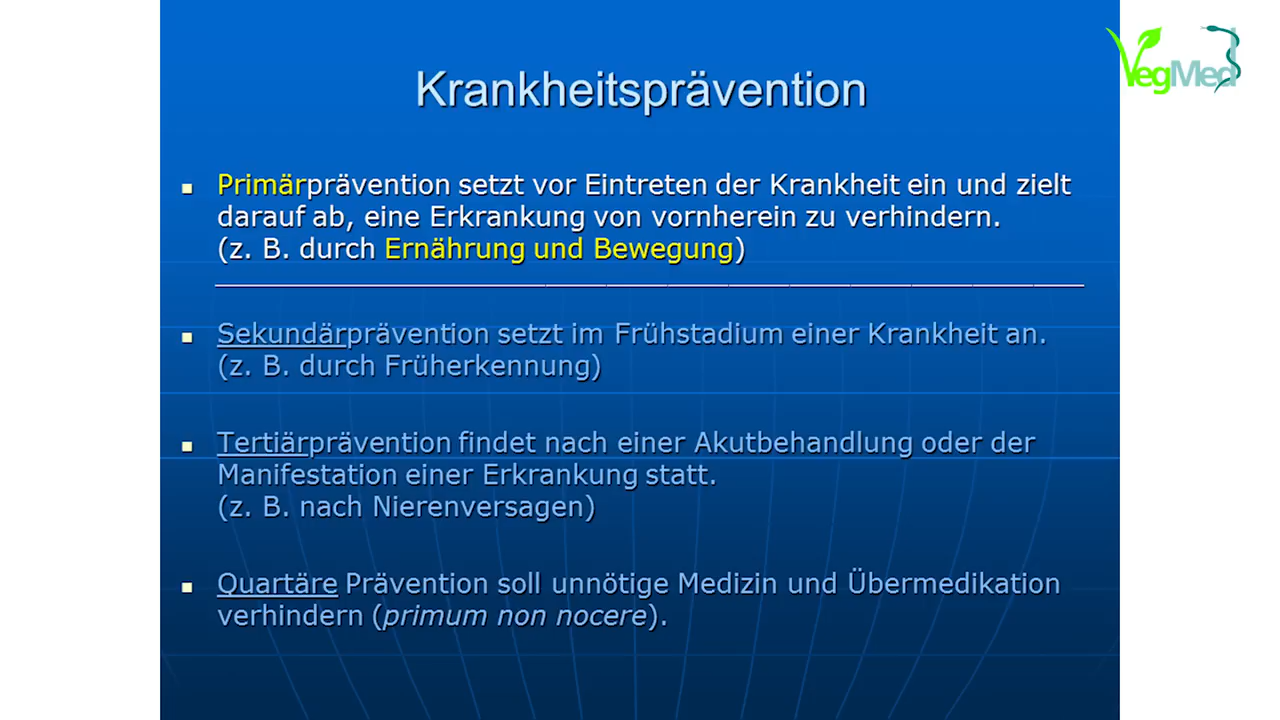 Krankheitsprävention
VegMed
Primärprävention setzt vor Eintreten der Krankheit ein und zielt
darauf ab, eine Erkrankung von vornherein zu verhindern.
(z. B. durch Ernährung und Bewegung)
Sekundärprävention setzt im Frühstadium einer Krankheit an.
(z. B. durch Früherkennung)
Tertiärprävention findet nach einer Akutbehandlung oder der
Manifestation einer Erkrankung statt.
(z. B. nach Nierenversagen)
Quartäre Prävention soll unnötige Medizin und Übermedikation
verhindern (primum non nocere).